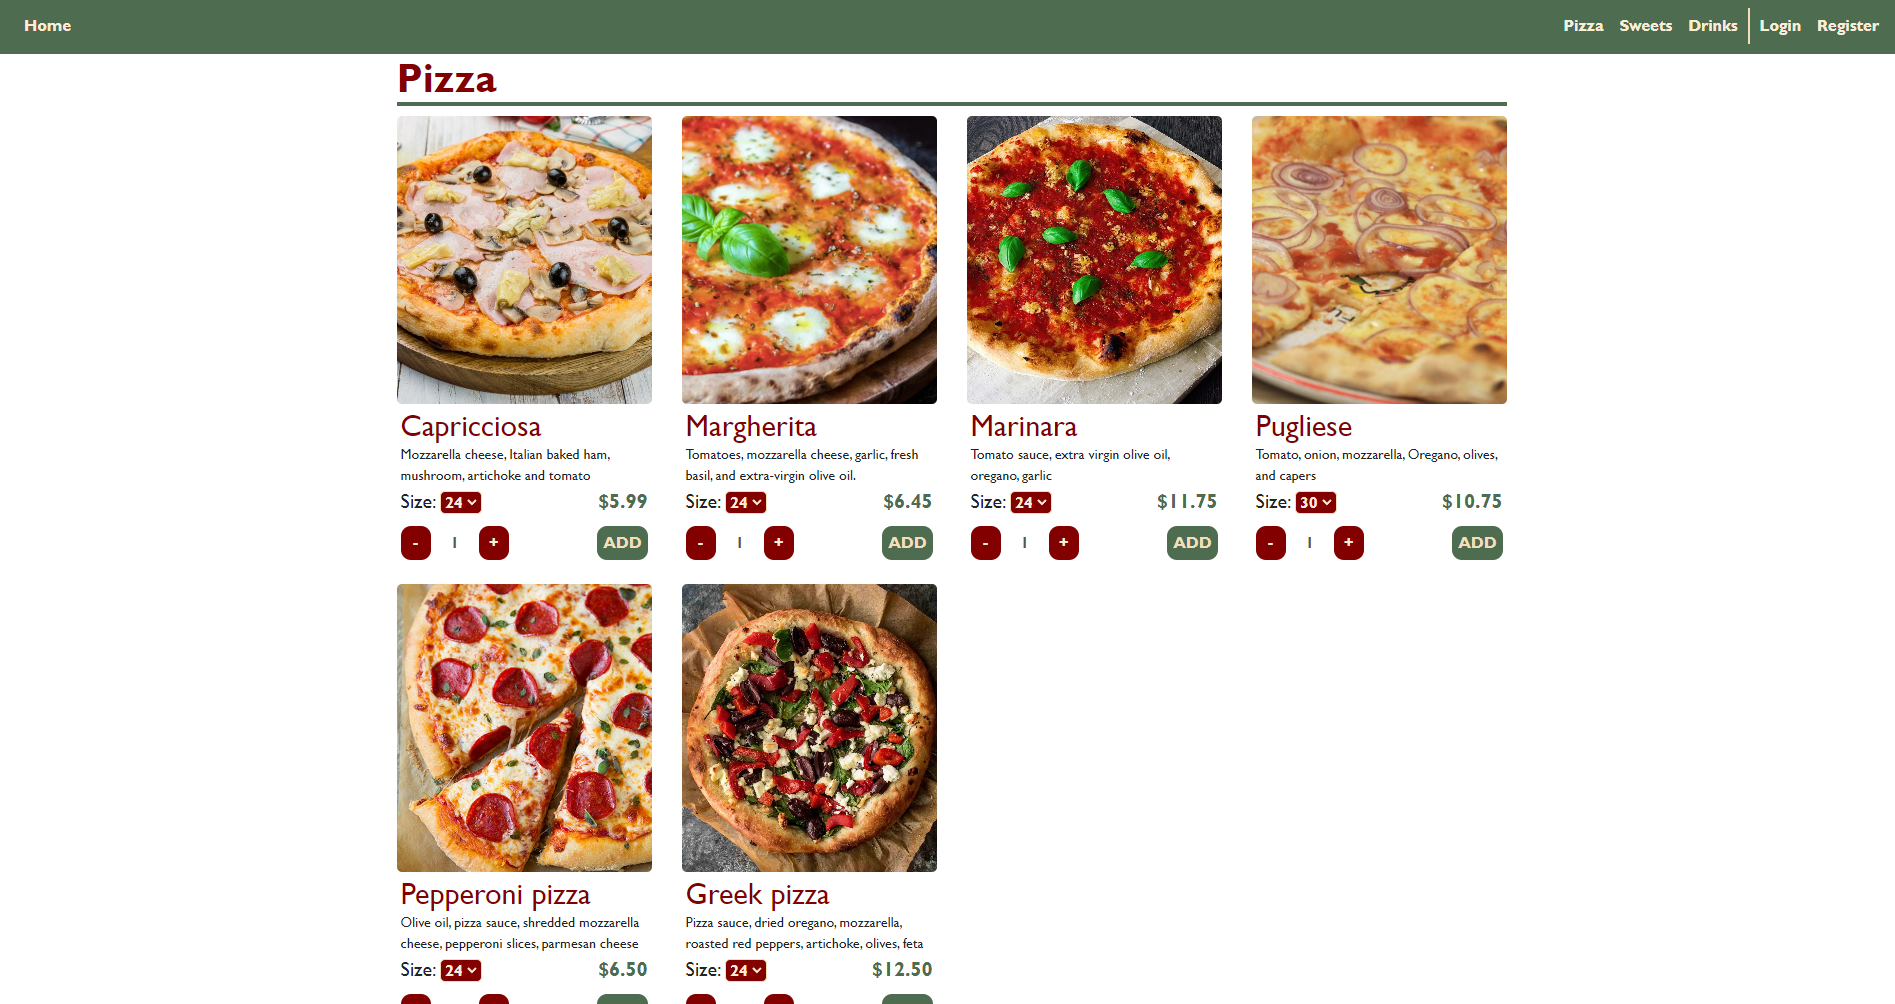 Home
Pizza Sweets Drinks Login Register
Pizza
Capricciosa
Mozzarella cheese, Italian baked ham,
mushroom, artichoke and tomato
Size: 24 $5.99
- 1 + ADD
Margherita
Tomatoes, mozzarella cheese, garlic, fresh
basil, and extra-virgin olive oil.
Size: 24 $6.45
- 1 + ADD
Marinara
Tomato sauce, extra virgin olive oil,
oregano, garlic
Size: 24 $11.75
- 1 + ADD
Pugliese
Tomato, onion, mozzarella, Oregano, olives,
and capers
Size: 30 $10.75
- 1 + ADD
Pepperoni pizza
Olive oil, pizza sauce, shredded mozzarella
cheese, pepperoni slices, parmesan cheese
Size: 24 $6.50
Greek pizza
Pizza sauce, dried oregano, mozzarella,
roasted red peppers, artichoke, olives, feta
Size: 24 $12.50